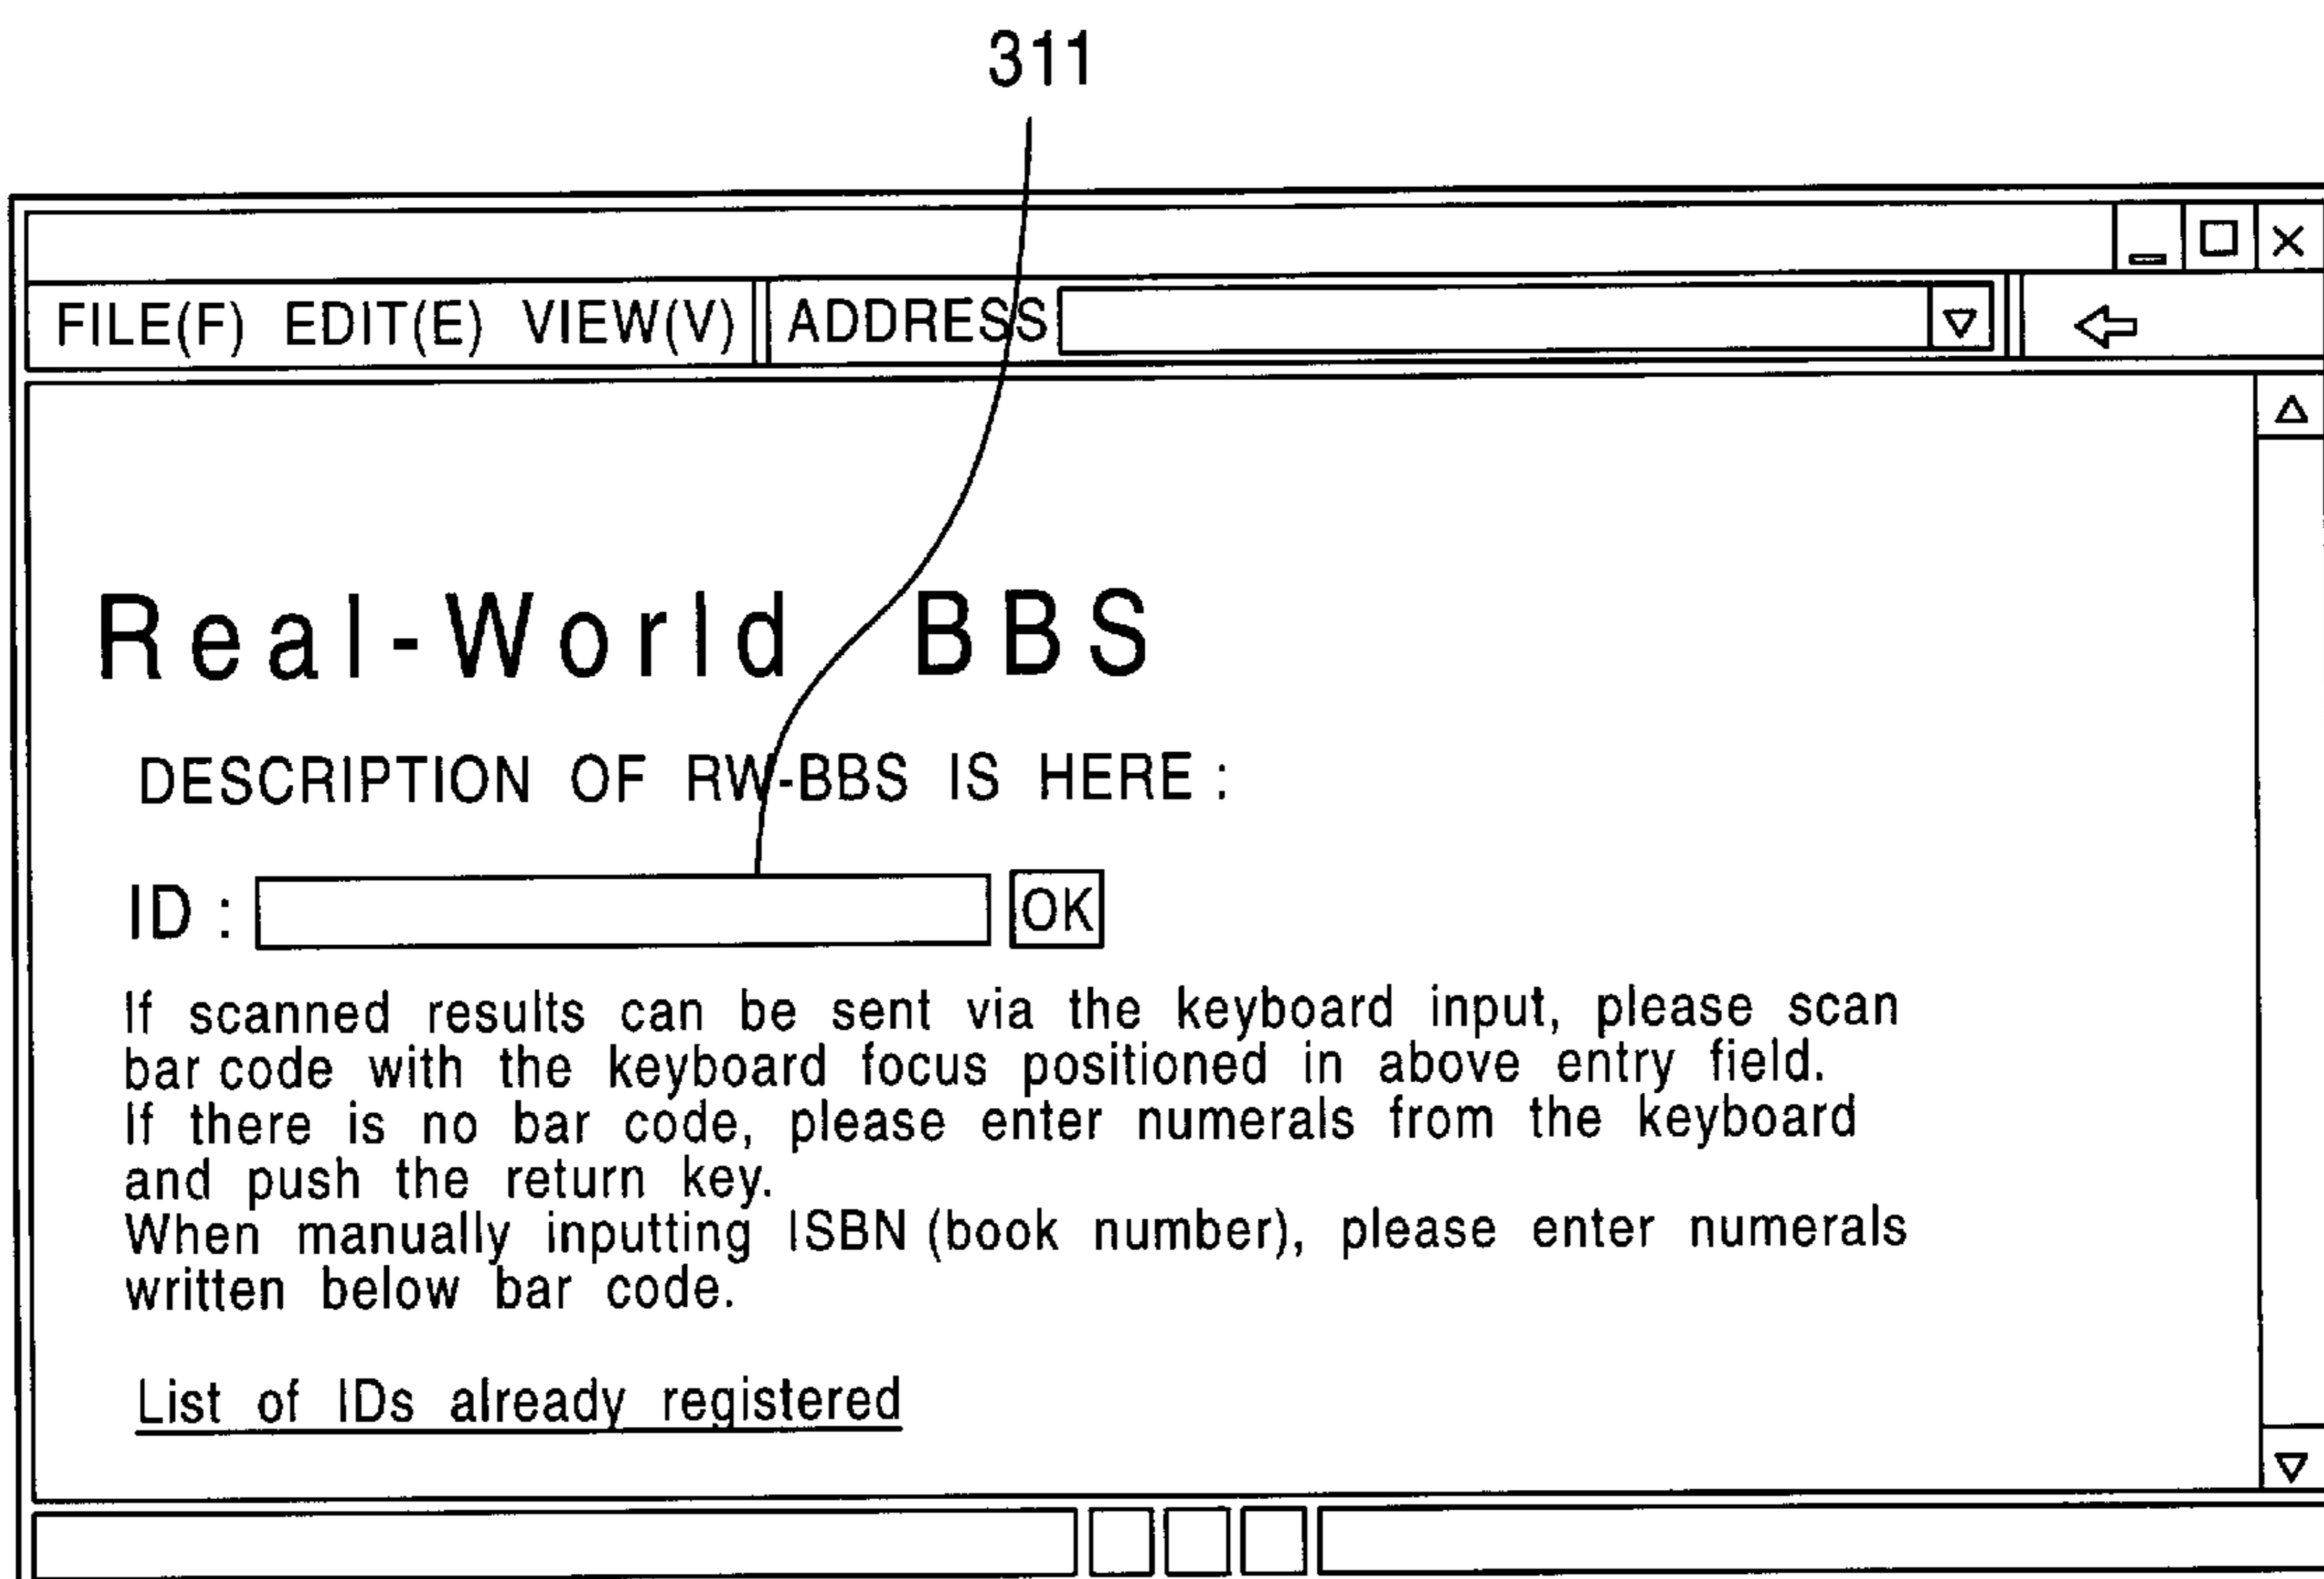 311
FILE(F) EDIT(E) VIEW(V) ADDRESS
Real-World BBS
DESCRIPTION OF RW-BBS IS HERE :
ID : OK
If scanned results can be sent via the keyboard input, please scan
bar code with the keyboard focus positioned in above entry field.
If there is no bar code, please enter numerals from the keyboard
and push the return key.
When manually inputting ISBN (book number), please enter numerals
written below bar code.
List of IDs already registered